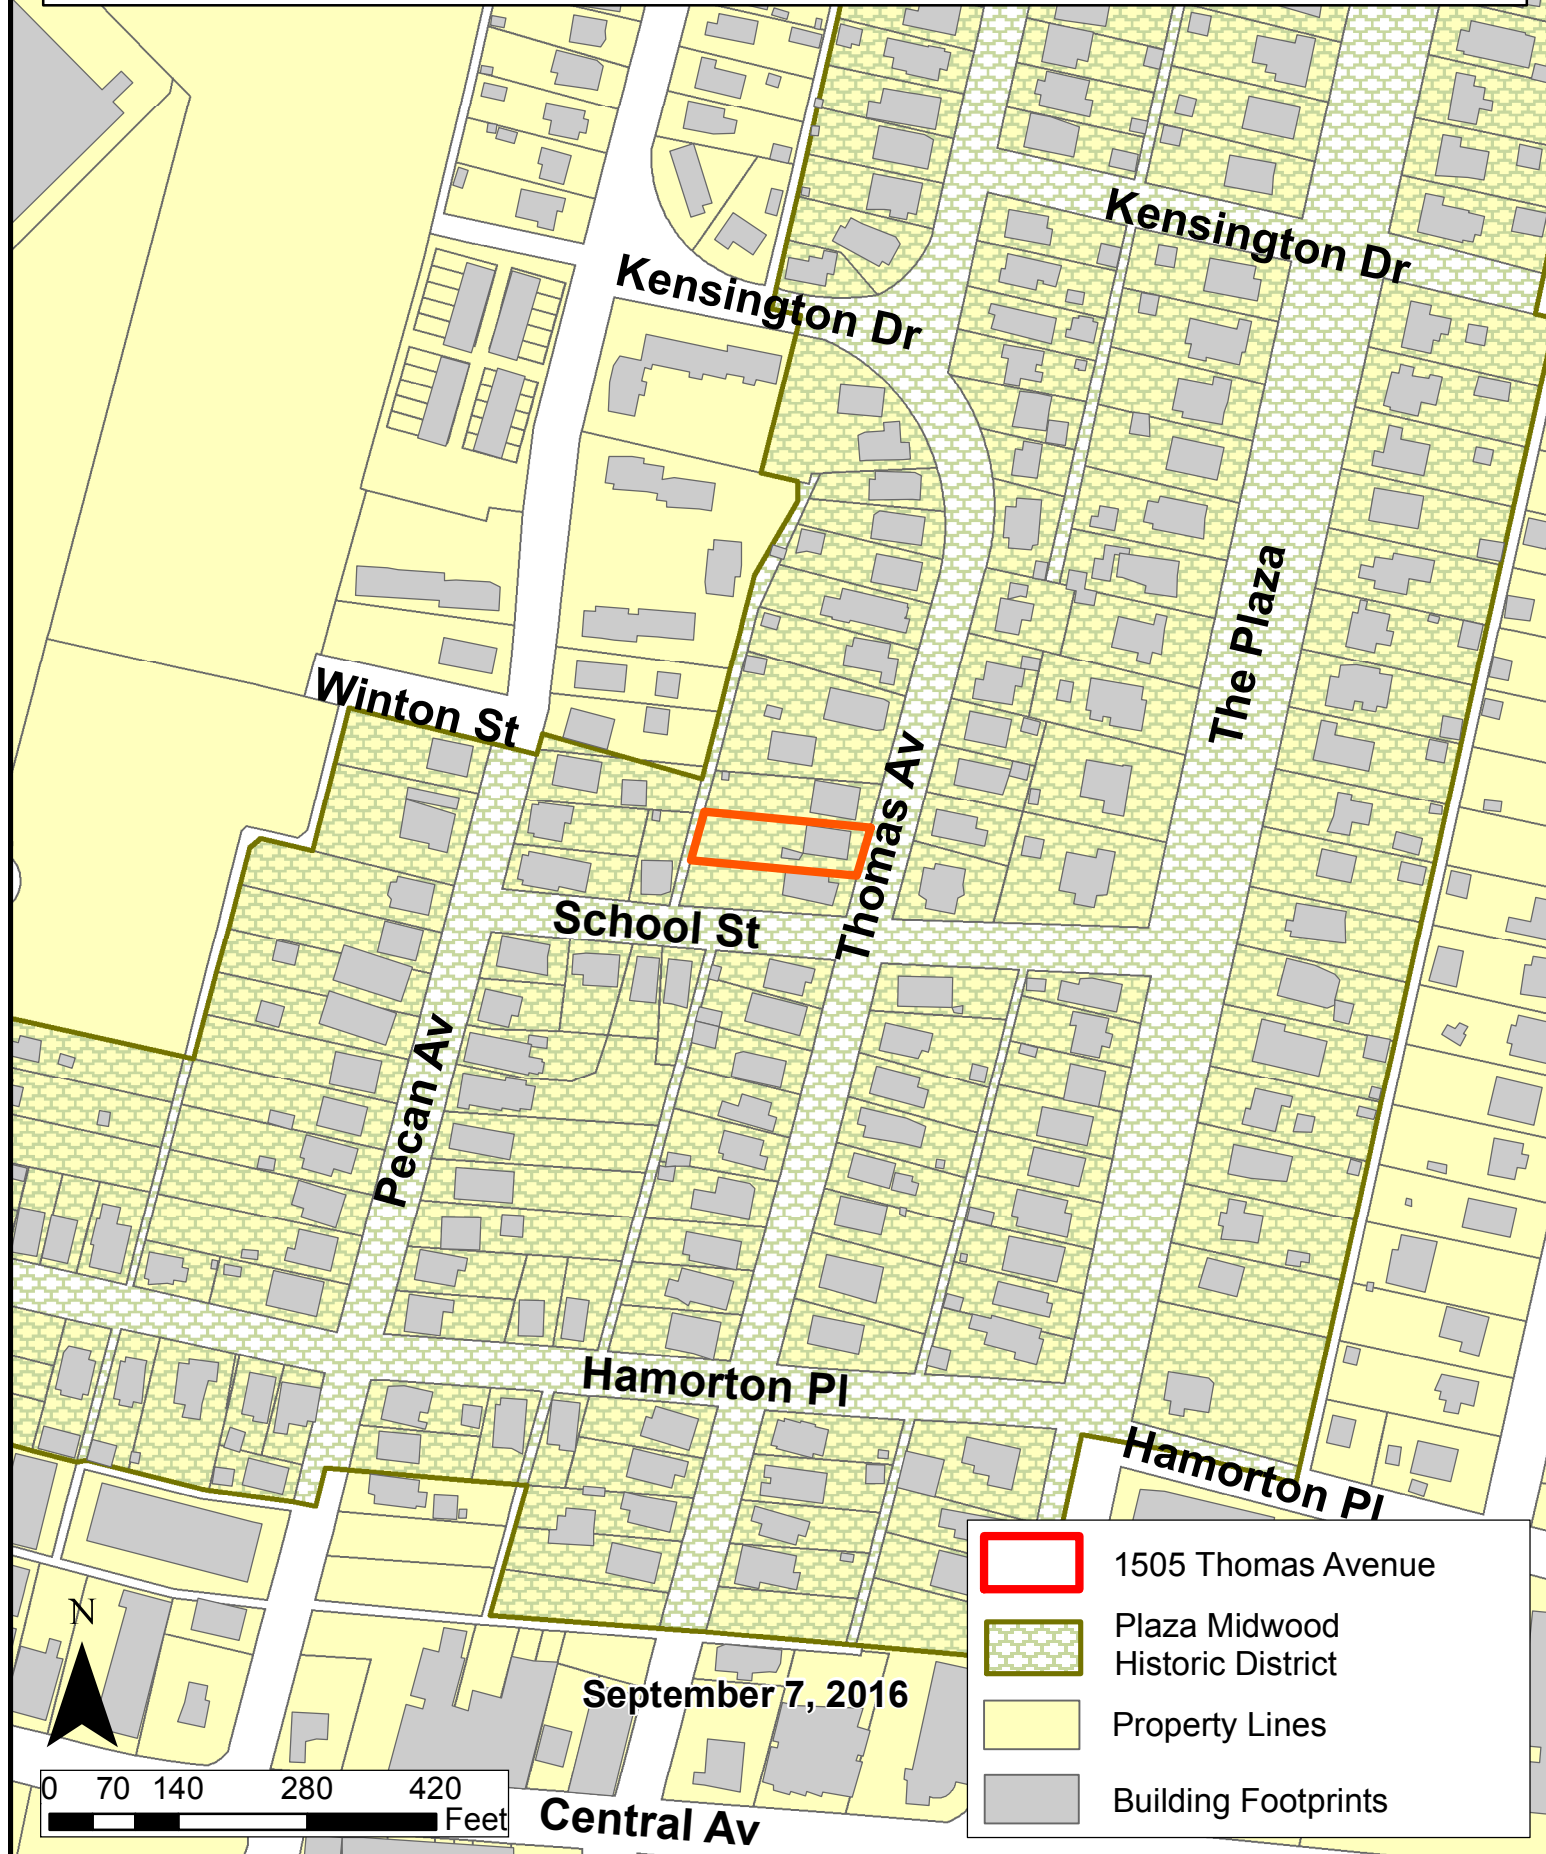 Kensington Dr
Kensington Dr
The Plaza
Winton St
Thomas Av
School St
Pecan Av
Hamorton Pl
Hamorton Pl
1505 Thomas Avenue
Plaza Midwood
Historic District
Property Lines
Building Footprints
N
September 7, 2016
0 70 140 280 420
Feet
Central Av